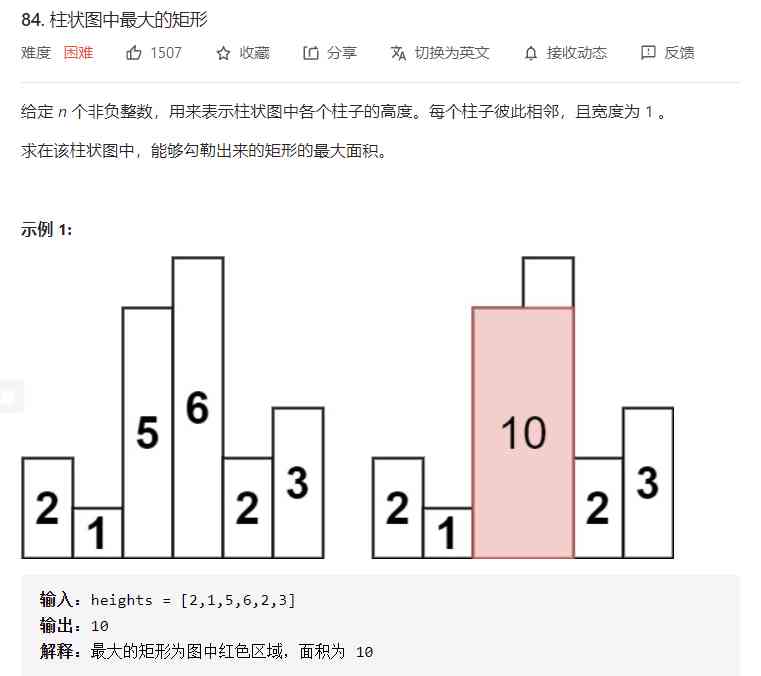 84. 柱状图中最大的矩形
难度 困难 1507 收藏 分享 切换为英文 接收动态 反馈
给定 n 个非负整数，用来表示柱状图中各个柱子的高度。每个柱子彼此相邻，且宽度为 1 。
求在该柱状图中，能够勾勒出来的矩形的最大面积。
示例 1:
2 1 5 6 2 3
2 1 10 2 3
输入：heights = [2,1,5,6,2,3]
输出：10
解释：最大的矩形为图中红色区域，面积为 10